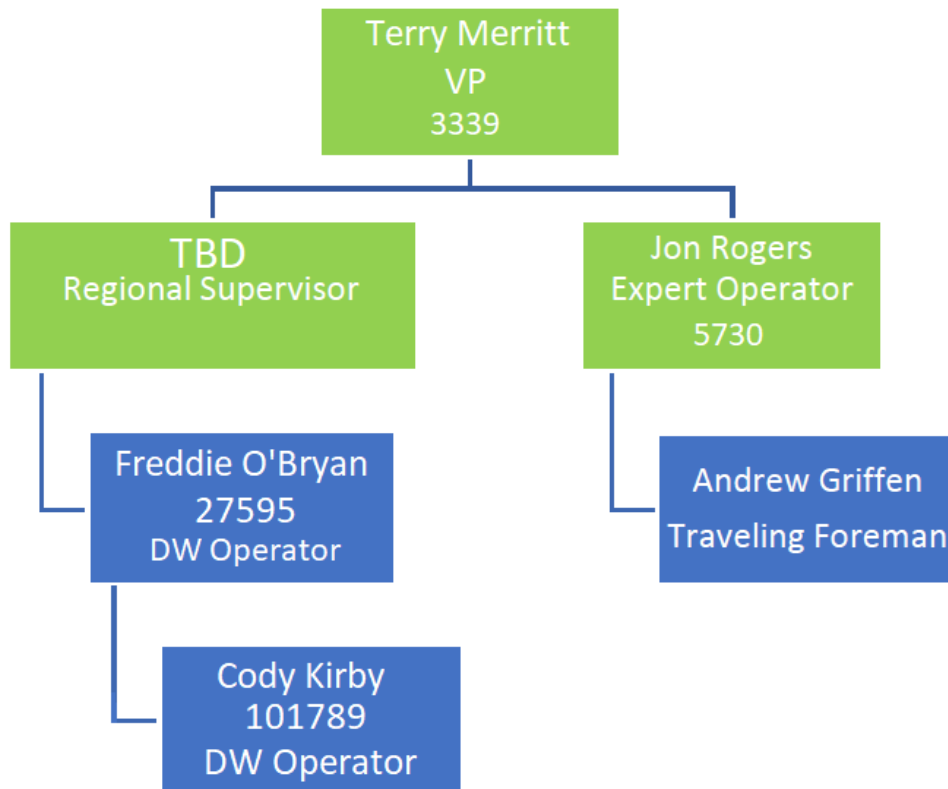 Terry Merritt
VP
3339
TBD
Regional Supervisor
Jon Rogers
Expert Operator
5730
Freddie O'Bryan
27595
DW Operator
Andrew Griffen
Traveling Foreman
Cody Kirby
101789
DW Operator